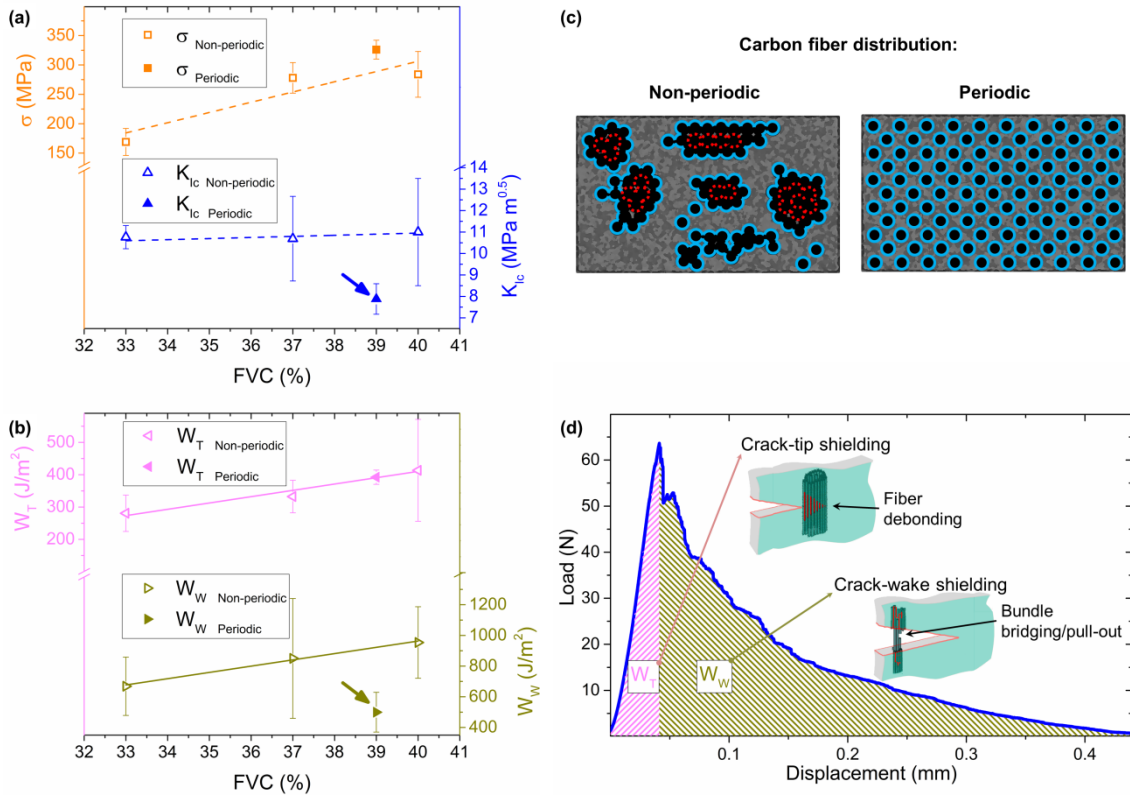 (a)
σ Non-periodic
σ Periodic
350
300
250
200
150
σ (MPa)
K Ic Non-periodic
K Ic Periodic
14
13
12
11
10
9
8
7
K Ic (MPa m^0.5)
32 33 34 35 36 37 38 39 40 41
FVC (%)
(b)
W T Non-periodic
W T Periodic
500
400
300
200
W T (J/m²)
W W Non-periodic
W W Periodic
1200
1000
800
600
400
W W (J/m²)
32 33 34 35 36 37 38 39 40 41
FVC (%)
(c)
Carbon fiber distribution:
Non-periodic Periodic
(d)
Crack-tip shielding
Fiber
debonding
Crack-wake shielding
Bundle
bridging/pull-out
W T
W W
60
50
40
30
20
10
Load (N)
0.1 0.2 0.3 0.4
Displacement (mm)